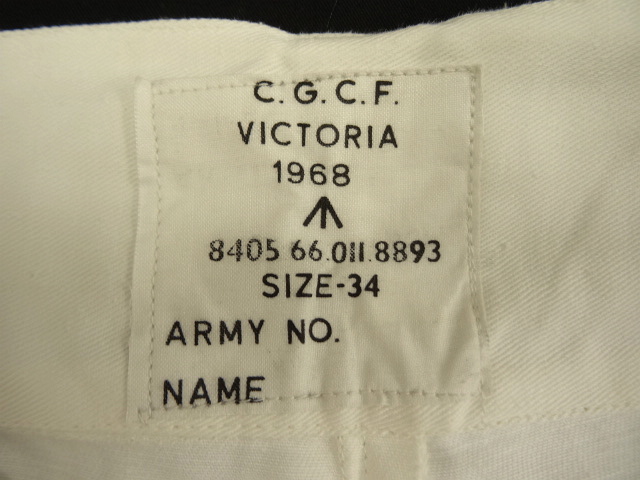 C.G.C.F.
VICTORIA
1968
8405 66.011.8893
SIZE-34
ARMY NO.
NAME